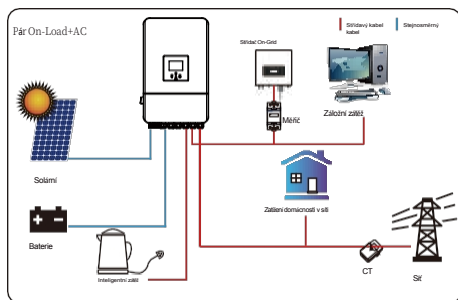 Pár On-Load+AC
Střídavý kabel
kabel
Stejnosměrný
Střídač On-Grid
Měřič
Záložní zátěž
Solární
Baterie
Zatížení domácnosti v síti
Inteligentní zátěž
CT
Síť